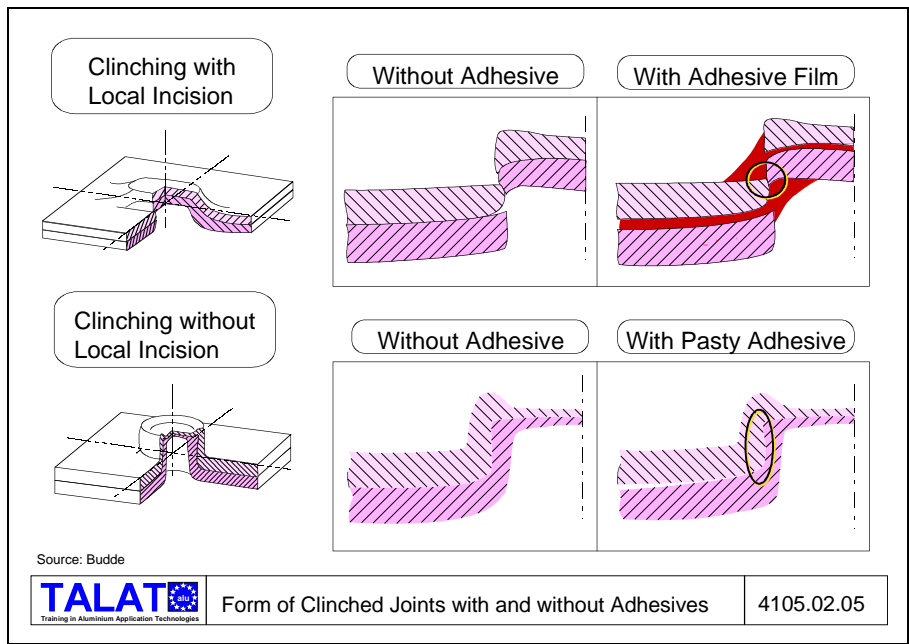 Clinching with
Local Incision
Without Adhesive
With Adhesive Film
Clinching without
Local Incision
Without Adhesive
With Pasty Adhesive
Source: Budde
TALAT
alu
Training in Aluminium Application Technologies
Form of Clinched Joints with and without Adhesives
4105.02.05